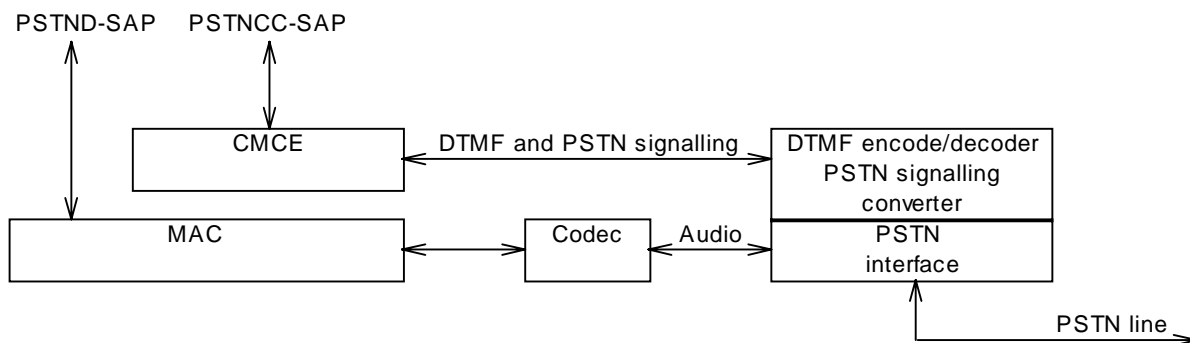 PSTND-SAP
PSTNCC-SAP
CMCE
DTMF and PSTN signalling
DTMF encode/decoder
PSTN signalling
converter
MAC
Codec
Audio
PSTN
interface
PSTN line